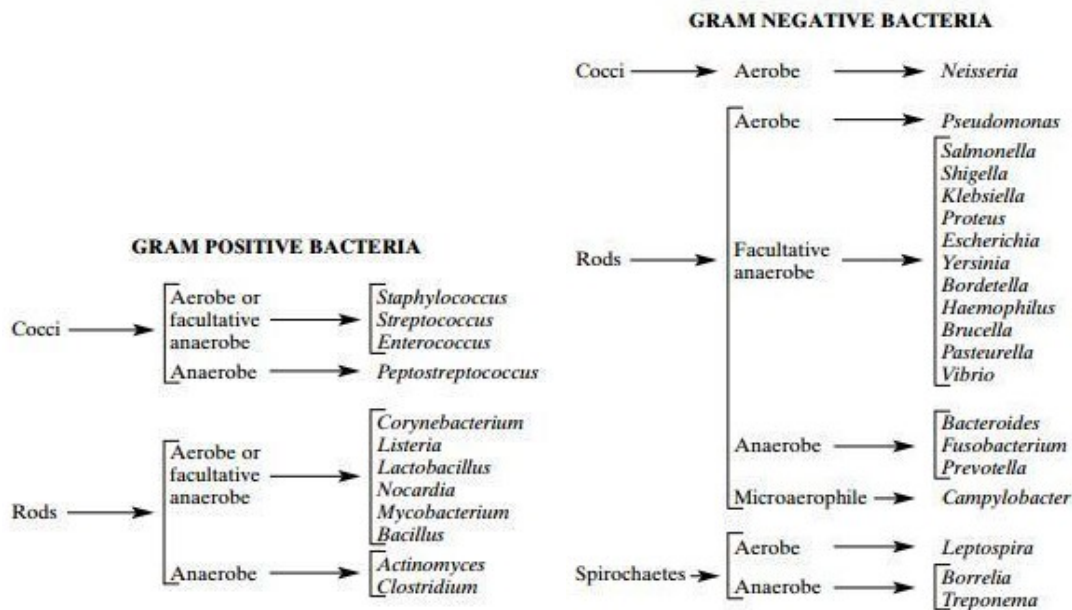 GRAM POSITIVE BACTERIA
Cocci
Aerobe or
facultative
anaerobe
Staphylococcus
Streptococcus
Enterococcus
Anaerobe
Peptostreptococcus
Rods
Aerobe or
facultative
anaerobe
Corynebacterium
Listeria
Lactobacillus
Nocardia
Mycobacterium
Bacillus
Anaerobe
Actinomyces
Clostridium
GRAM NEGATIVE BACTERIA
Cocci
Aerobe
Neisseria
Rods
Aerobe
Pseudomonas
Facultative
anaerobe
Salmonella
Shigella
Klebsiella
Proteus
Escherichia
Yersinia
Bordetella
Haemophilus
Brucella
Pasteurella
Vibrio
Anaerobe
Bacteroides
Fusobacterium
Prevotella
Microaerophile
Campylobacter
Spirochaetes
Aerobe
Leptospira
Anaerobe
Borrelia
Treponema